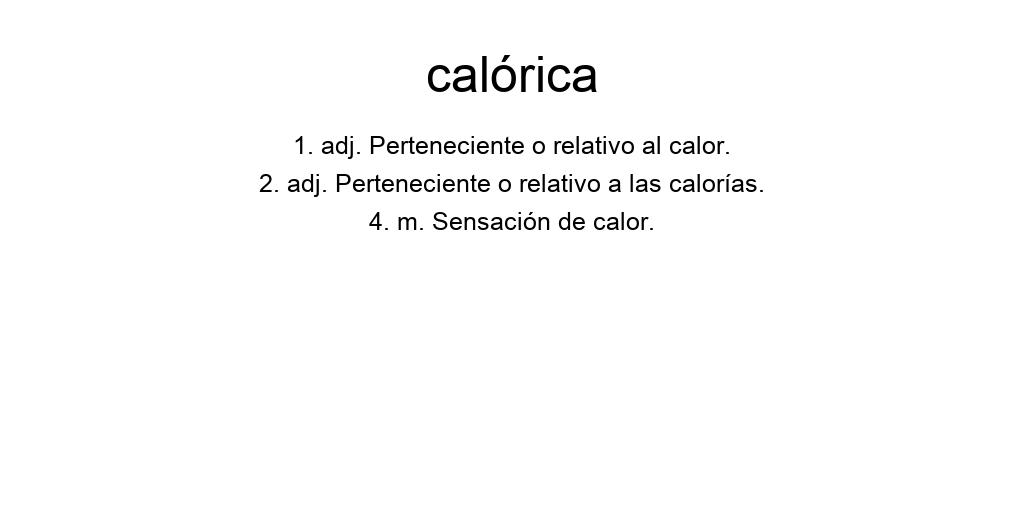 calórica
1. adj. Perteneciente o relativo al calor.
2. adj. Perteneciente o relativo a las calorías.
4. m. Sensación de calor.